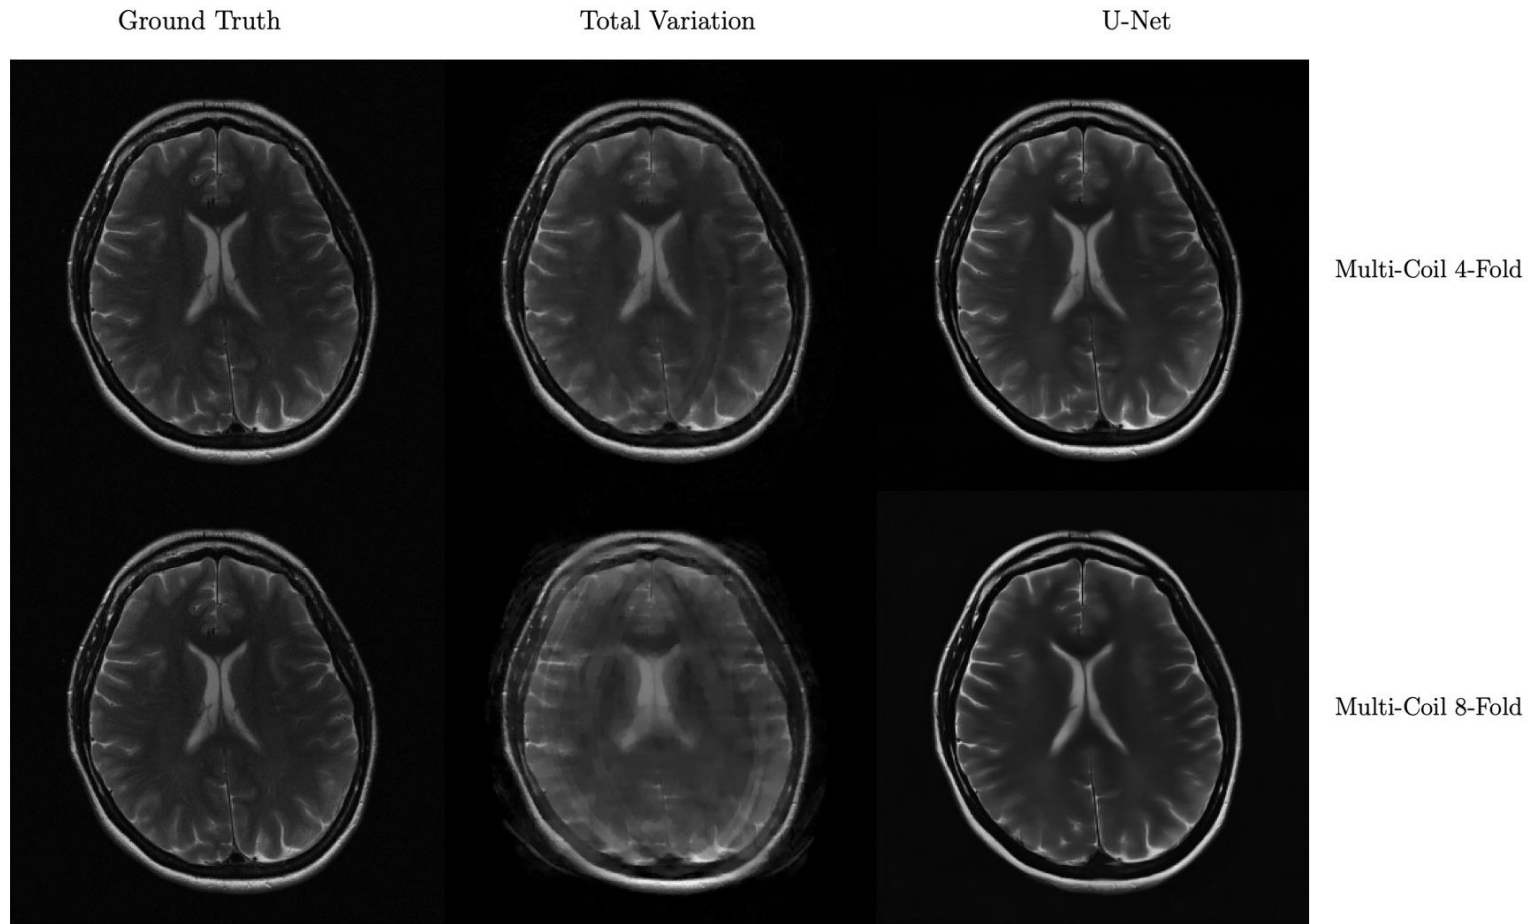 Ground Truth
Total Variation
U-Net
Multi-Coil 4-Fold
Multi-Coil 8-Fold